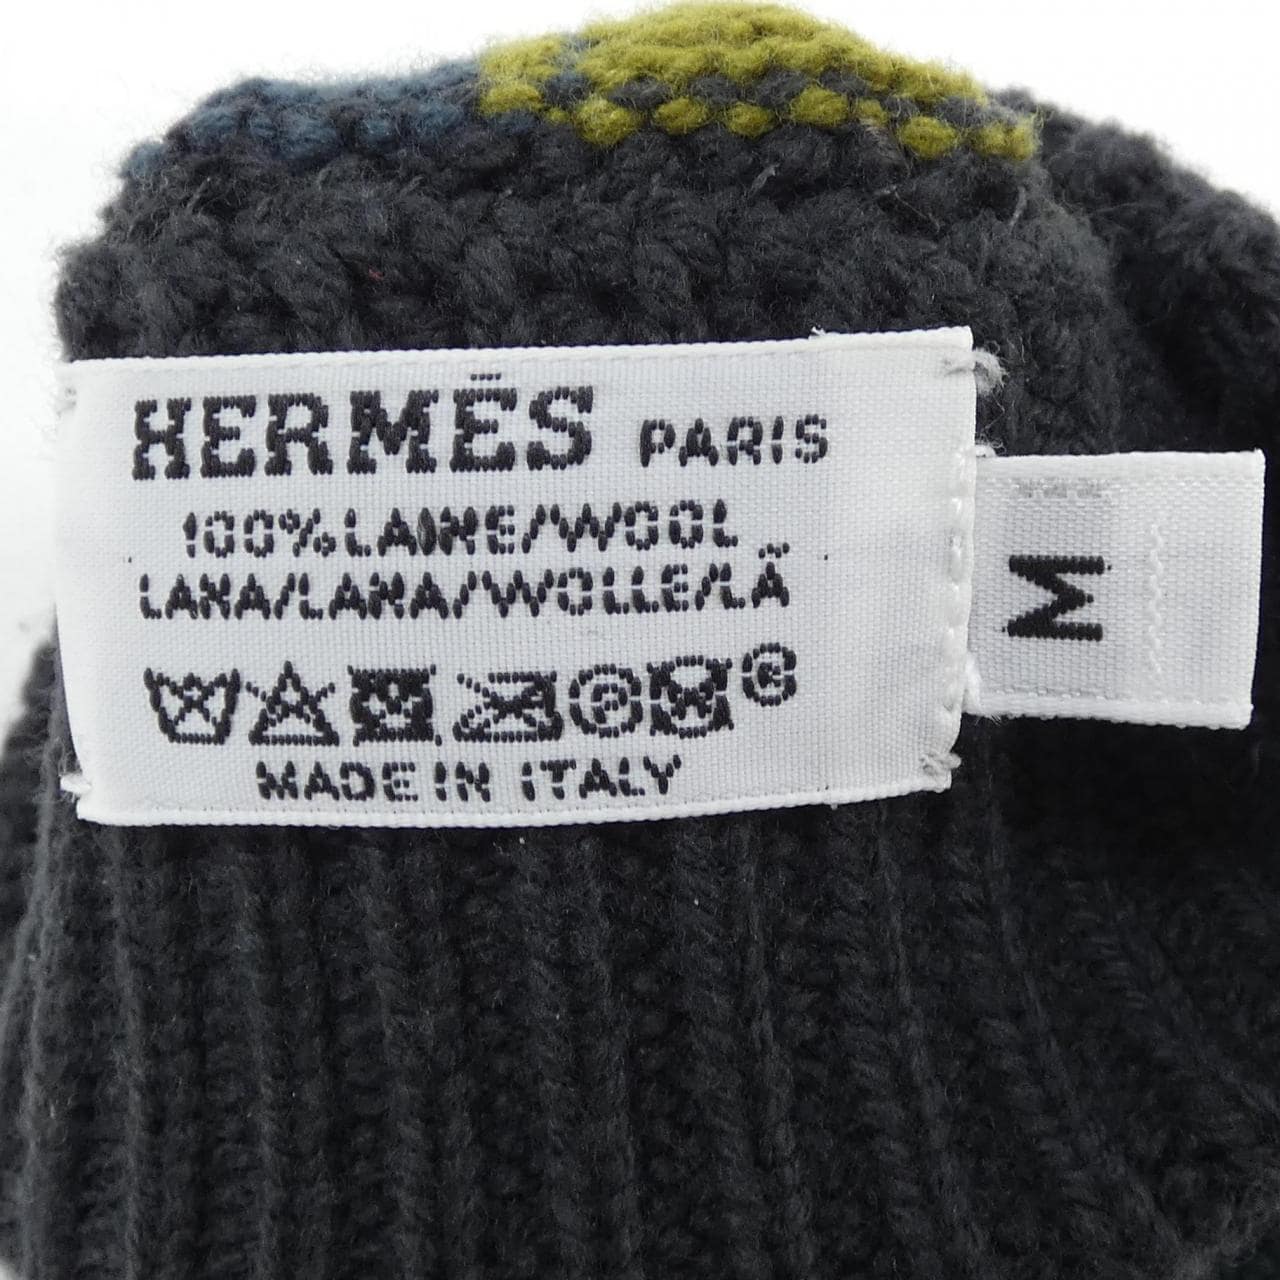 HERMÈS PARIS
100% LAINE/WOOL
LANA/LANA/WOLLE/LÃ
P W ©
MADE IN ITALY
M